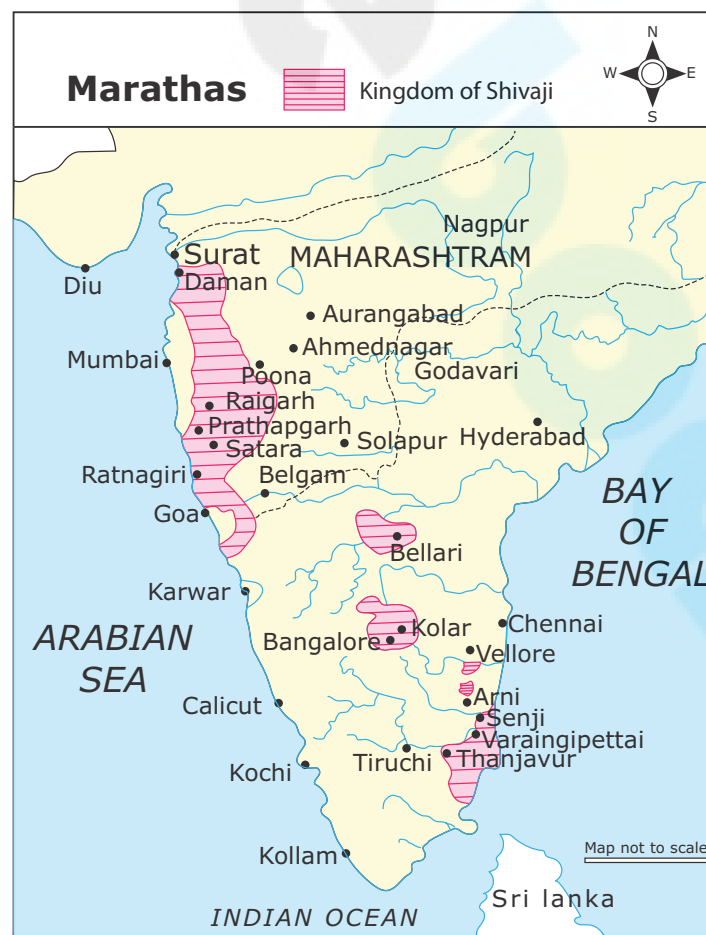 N
W E
S
Marathas
Kingdom of Shivaji
Nagpur
Surat
MAHARASHTRAM
Daman
Diu
Aurangabad
Ahmednagar
Mumbai
Poona
Godavari
Raigarh
Prathapgarh
Satara
Solapur
Hyderabad
Ratnagiri
Belgam
Goa
BAY
OF
BENGAL
Bellari
Karwar
ARABIAN
SEA
Chennai
Kolar
Bangalore
Vellore
Calicut
Arni
Senji
Varaingipettai
Tiruchi
Thanjavur
Kochi
Kollam
Map not to scale
Sri lanka
INDIAN OCEAN